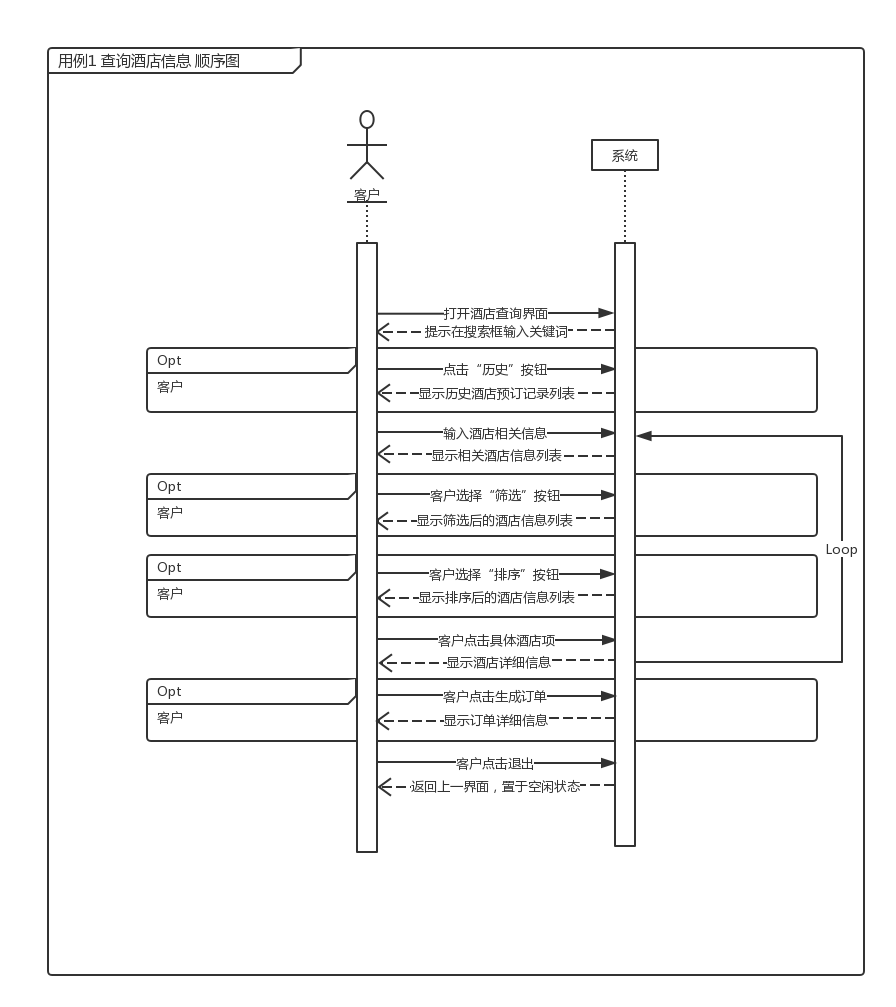 用例1 查询酒店信息 顺序图
客户
系统
打开酒店查询界面
提示在搜索框输入关键词
Opt
客户
点击“历史”按钮
显示历史酒店预订记录列表
输入酒店相关信息
显示相关酒店信息列表
Opt
客户
客户选择“筛选”按钮
显示筛选后的酒店信息列表
Loop
Opt
客户
客户选择“排序”按钮
显示排序后的酒店信息列表
客户点击具体酒店项
显示酒店详细信息
Opt
客户
客户点击生成订单
显示订单详细信息
客户点击退出
返回上一界面，置于空闲状态